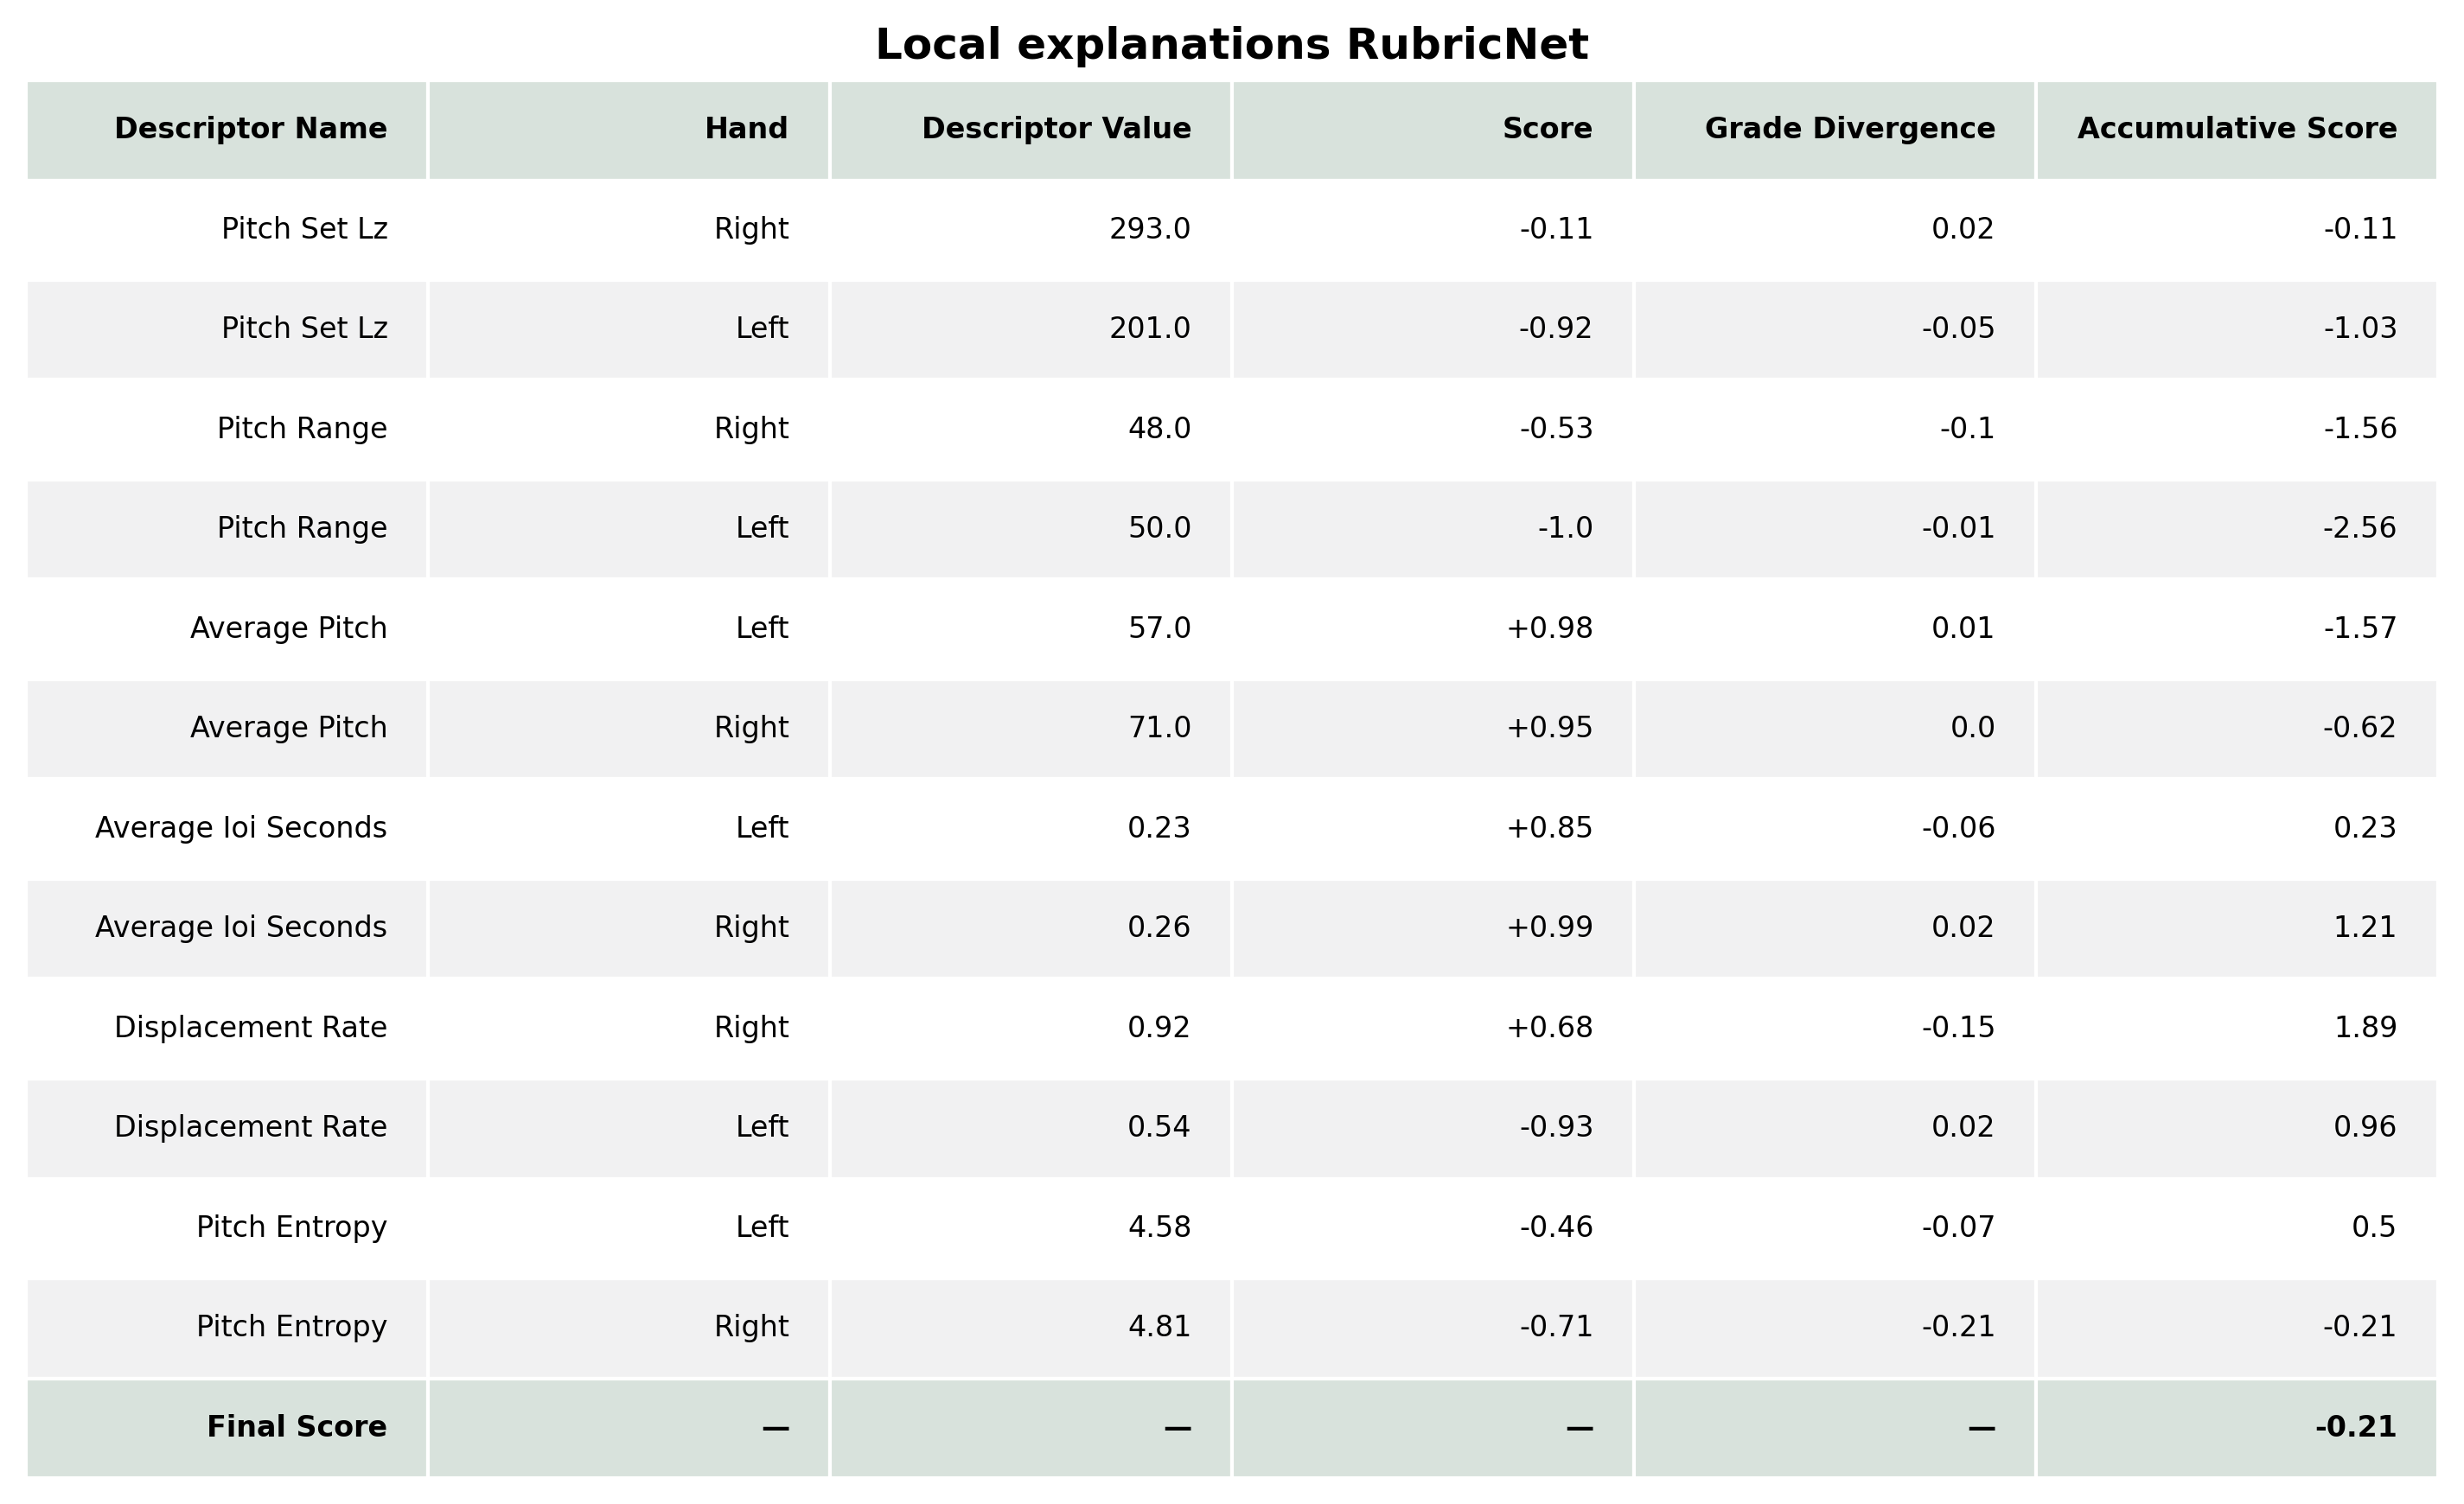 Local explanations RubricNet
Descriptor Name Hand Descriptor Value Score Grade Divergence Accumulative Score
Pitch Set Lz Right 293.0 -0.11 0.02 -0.11
Pitch Set Lz Left 201.0 -0.92 -0.05 -1.03
Pitch Range Right 48.0 -0.53 -0.1 -1.56
Pitch Range Left 50.0 -1.0 -0.01 -2.56
Average Pitch Left 57.0 +0.98 0.01 -1.57
Average Pitch Right 71.0 +0.95 0.0 -0.62
Average Ioi Seconds Left 0.23 +0.85 -0.06 0.23
Average Ioi Seconds Right 0.26 +0.99 0.02 1.21
Displacement Rate Right 0.92 +0.68 -0.15 1.89
Displacement Rate Left 0.54 -0.93 0.02 0.96
Pitch Entropy Left 4.58 -0.46 -0.07 0.5
Pitch Entropy Right 4.81 -0.71 -0.21 -0.21
Final Score — — — — -0.21